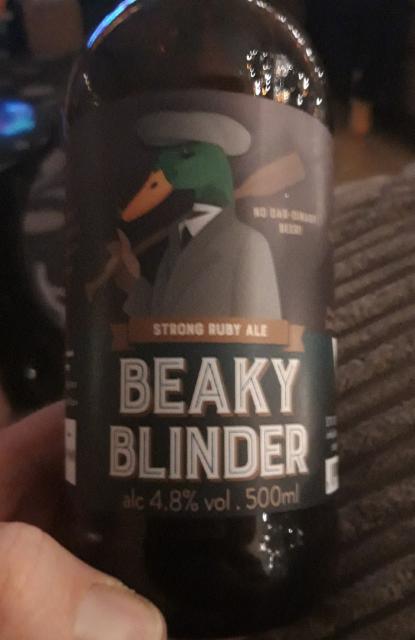 NO OAR-DINARY
BEER!
STRONG RUBY ALE
BEAKY
BLINDER
alc 4.8% vol . 500ml